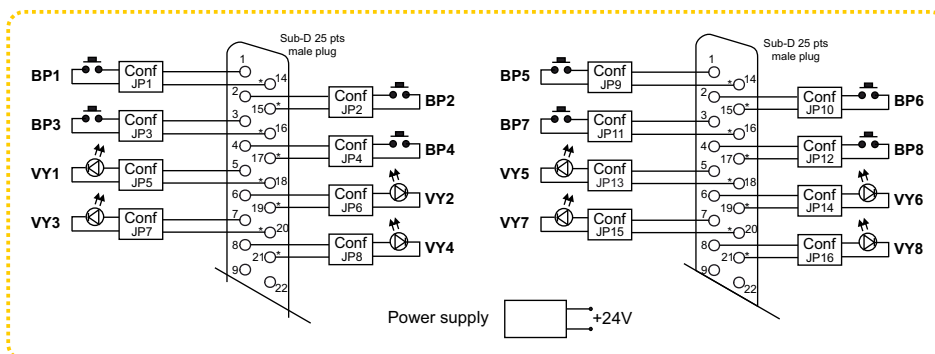 Sub-D 25 pts
male plug
BP1
Conf
JP1
1
*14
2
15*
Conf
JP2
BP2
BP3
Conf
JP3
3
*16
4
17*
Conf
JP4
BP4
VY1
Conf
JP5
5
*18
6
19*
Conf
JP6
VY2
VY3
Conf
JP7
7
*20
8
21*
Conf
JP8
VY4
9
22
Sub-D 25 pts
male plug
BP5
Conf
JP9
1
*14
2
15*
Conf
JP10
BP6
BP7
Conf
JP11
3
*16
4
17*
Conf
JP12
BP8
VY5
Conf
JP13
5
*18
6
19*
Conf
JP14
VY6
VY7
Conf
JP15
7
*20
8
21*
Conf
JP16
VY8
9
22
Power supply
+24V